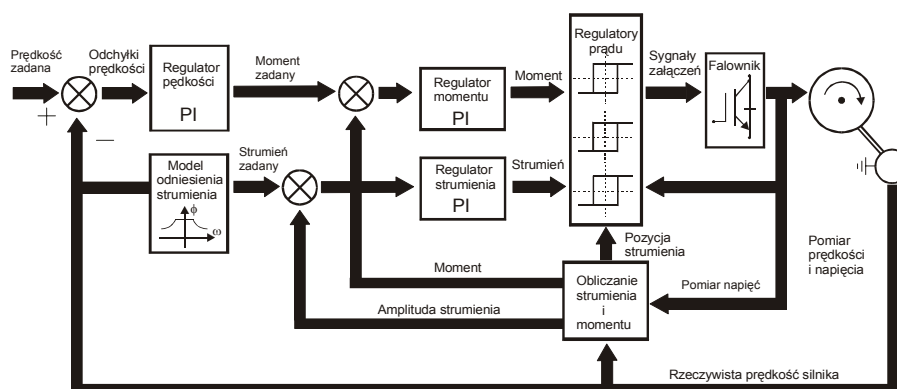 Prędkość
zadana
+
_
Odchyłki
prędkości
Regulator
pędkości
PI
Moment
zadany
Regulator
momentu
PI
Moment
Regulatory
prądu
Sygnały
załączeń
Falownik
Model
odniesienia
strumienia
ϕ
ω
Strumień
zadany
Regulator
strumienia
PI
Strumień
Pozycja
strumienia
Pomiar
prędkości
i napięcia
Moment
Obliczanie
strumienia
i
momentu
Pomiar napięć
Amplituda strumienia
Rzeczywista prędkość silnika